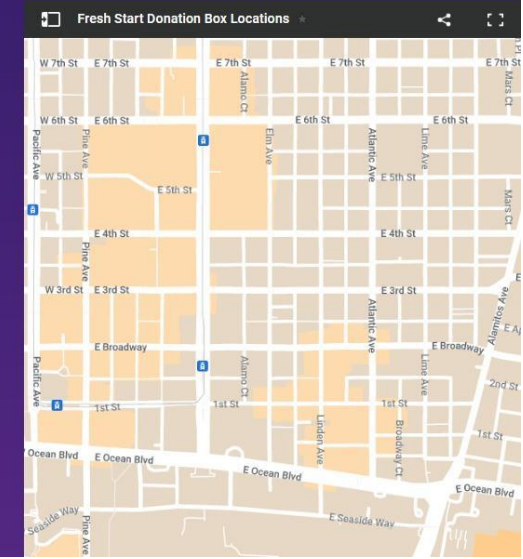 Fresh Start Donation Box Locations
W 7th St E 7th St E 7th St E 7th St E 7th St
Alamo Ct
Mars Ct
W 6th St E 6th St E 6th St E 6th St
Pacific Ave
Pine Ave
Elm Ave
Atlantic Ave
Lime Ave
W 5th St
E 5th St
E 5th St
Mars Ct
E 4th St E 4th St
Pine Ave
W 3rd St E 3rd St E 3rd St
Atlantic Ave
Alamitos Ave
E Broadway E Broadway
Pacific Ave
Alamo Ct
Lime Ave
2nd St
1st St 1st St 1st St
Linden Ave
Broadway Ct
1st St
Ocean Blvd E Ocean Blvd
E Ocean Blvd
E Ocean Blvd
Seaside Way
Pine Ave
E Seaside Way